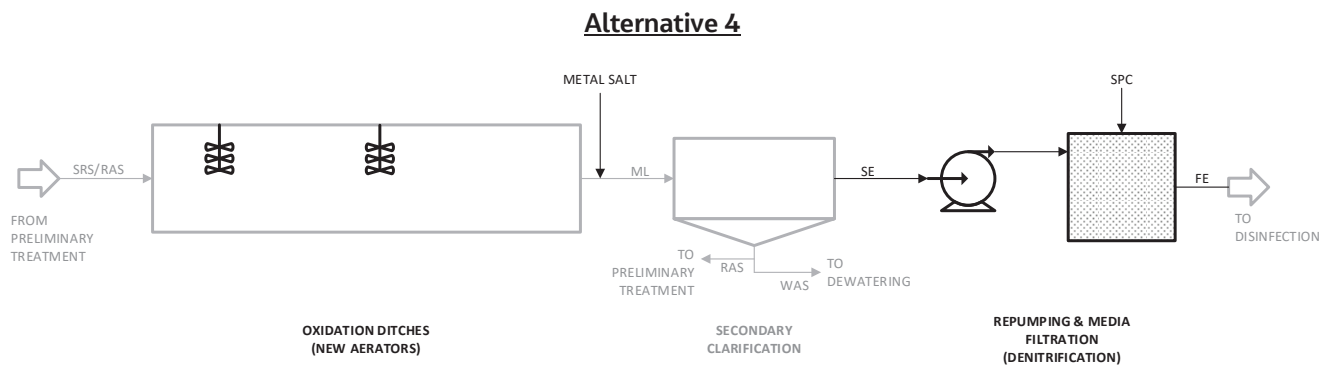 Alternative 4
METAL SALT
SPC
SRS/RAS
ML
SE
FE
FROM
PRELIMINARY
TREATMENT
TO
DISINFECTION
TO
PRELIMINARY
TREATMENT
RAS
WAS
TO
DEWATERING
OXIDATION DITCHES
(NEW AERATORS)
SECONDARY
CLARIFICATION
REPUMPING & MEDIA
FILTRATION
(DENITRIFICATION)